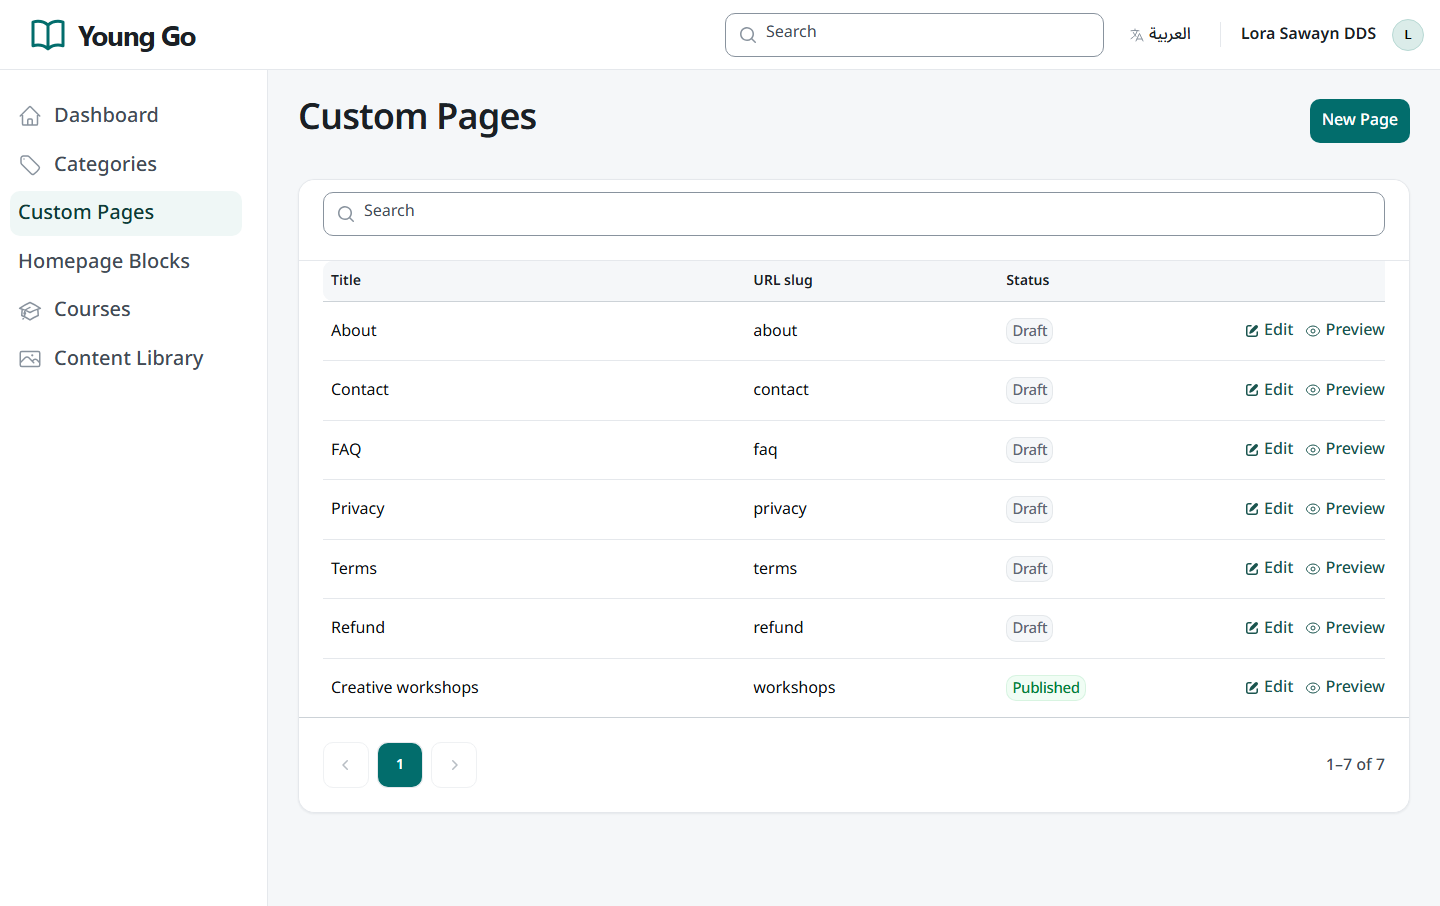 Young Go
Search
العربية
Lora Sawayn DDS
L
Dashboard
Categories
Custom Pages
Homepage Blocks
Courses
Content Library
Custom Pages
New Page
Search
Title URL slug Status
About about Draft Edit Preview
Contact contact Draft Edit Preview
FAQ faq Draft Edit Preview
Privacy privacy Draft Edit Preview
Terms terms Draft Edit Preview
Refund refund Draft Edit Preview
Creative workshops workshops Published Edit Preview
1
1–7 of 7